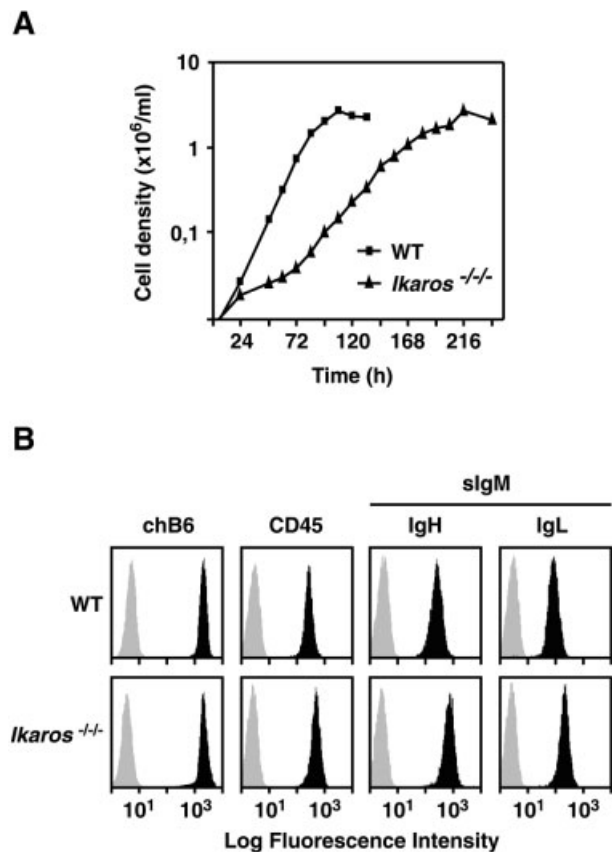 A
10
1
0,1
Cell density (x10⁶/ml)
WT
Ikaros -/-/-
24 72 120 168 216
Time (h)
B
sIgM
chB6 CD45 IgH IgL
WT
Ikaros -/-/-
10¹ 10³ 10¹ 10³ 10¹ 10³ 10¹ 10³
Log Fluorescence Intensity